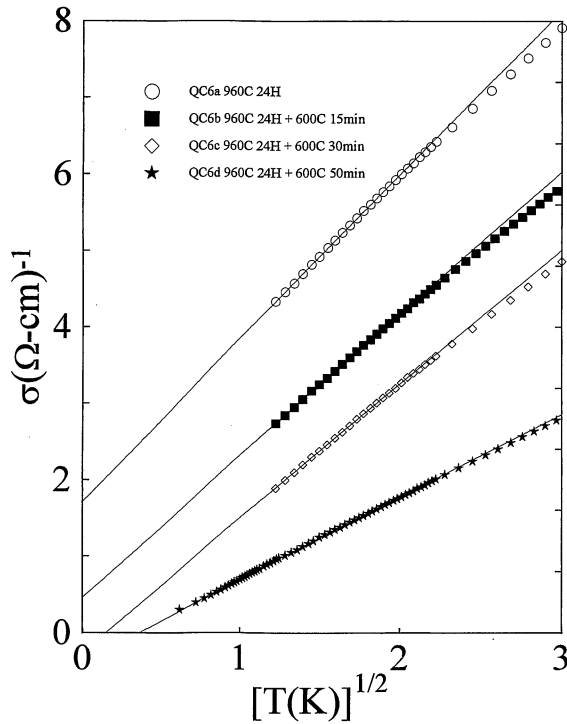 8
QC6a 960C 24H
QC6b 960C 24H + 600C 15min
QC6c 960C 24H + 600C 30min
QC6d 960C 24H + 600C 50min
6
σ(Ω-cm)⁻¹
4
2
0
0 1 2 3
[T(K)]¹/²